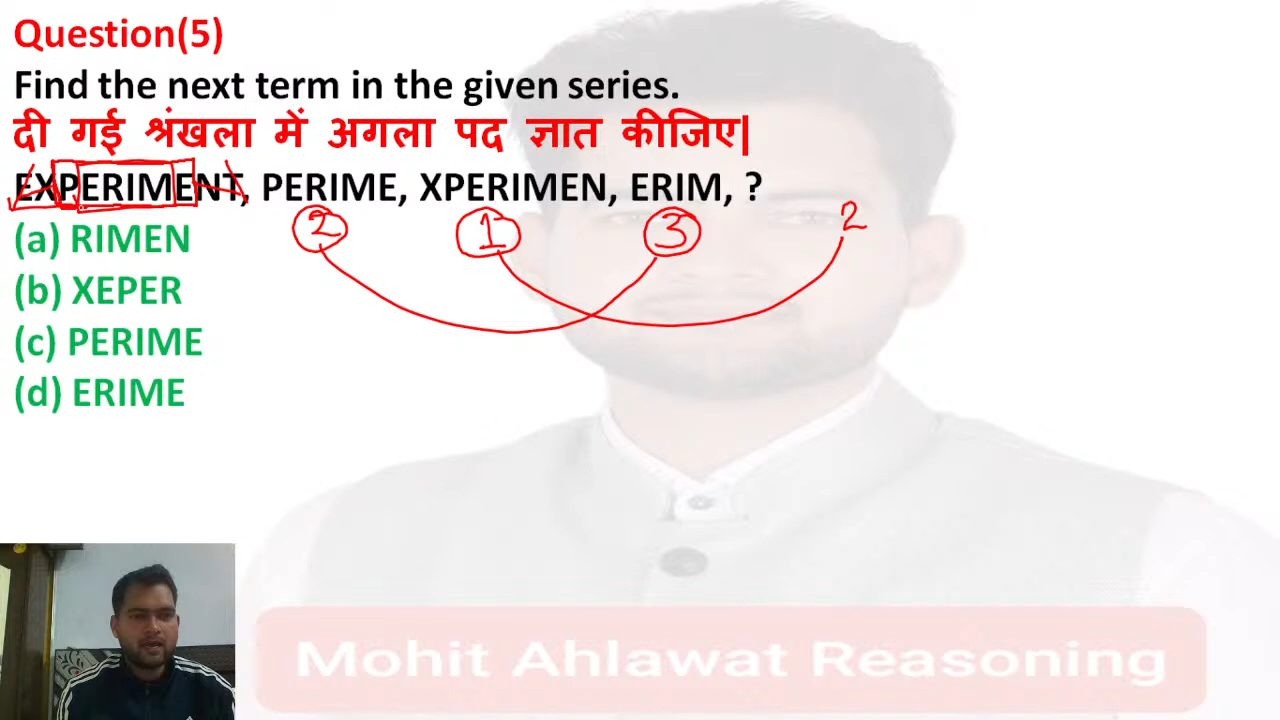 Question(5)
Find the next term in the given series.
दी गई श्रंखला में अगला पद ज्ञात कीजिए|
EXPERIMENT, PERIME, XPERIMEN, ERIM, ?
2 1 3 2
(a) RIMEN
(b) XEPER
(c) PERIME
(d) ERIME
Mohit Ahlawat Reasoning